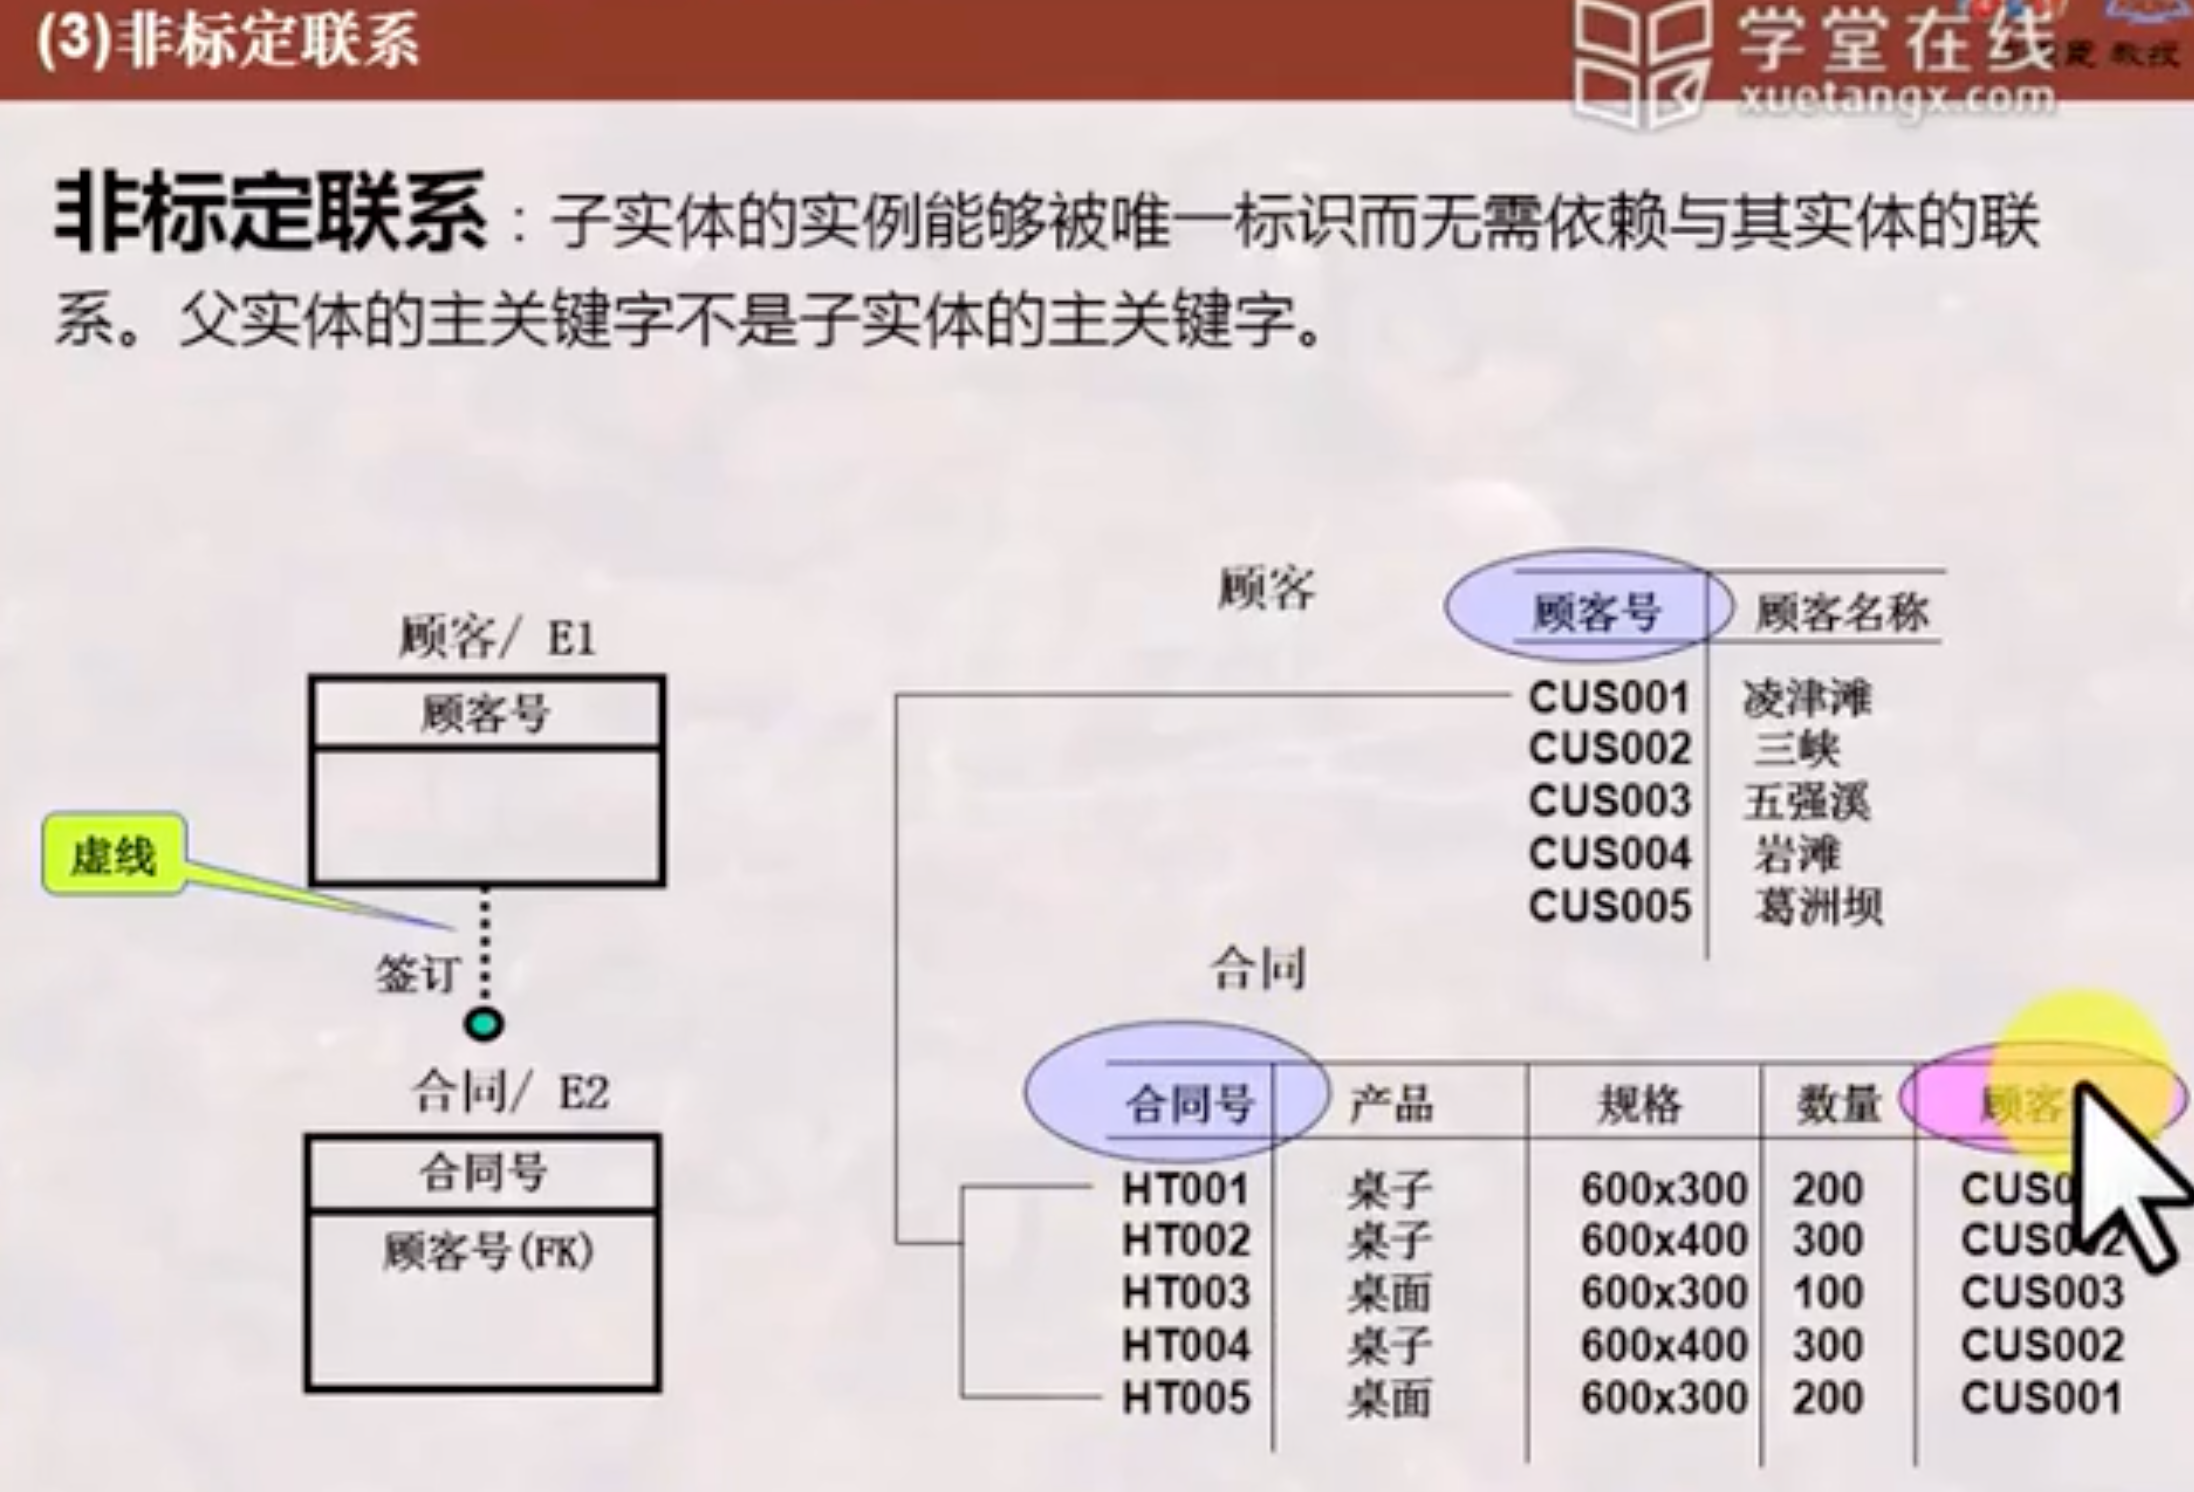 (3)非标定联系
学堂在线
xuetangx.com
教授
非标定联系：子实体的实例能够被唯一标识而无需依赖与其实体的联
系。父实体的主关键字不是子实体的主关键字。
顾客/ E1
顾客号
虚线
签订
合同/ E2
合同号
顾客号(FK)
顾客
顾客号 顾客名称
CUS001 凌津滩
CUS002 三峡
CUS003 五强溪
CUS004 岩滩
CUS005 葛洲坝
合同
合同号 产品 规格 数量 顾客
HT001 桌子 600x300 200
HT002 桌子 600x400 300
HT003 桌面 600x300 100 CUS003
HT004 桌子 600x400 300 CUS002
HT005 桌面 600x300 200 CUS001